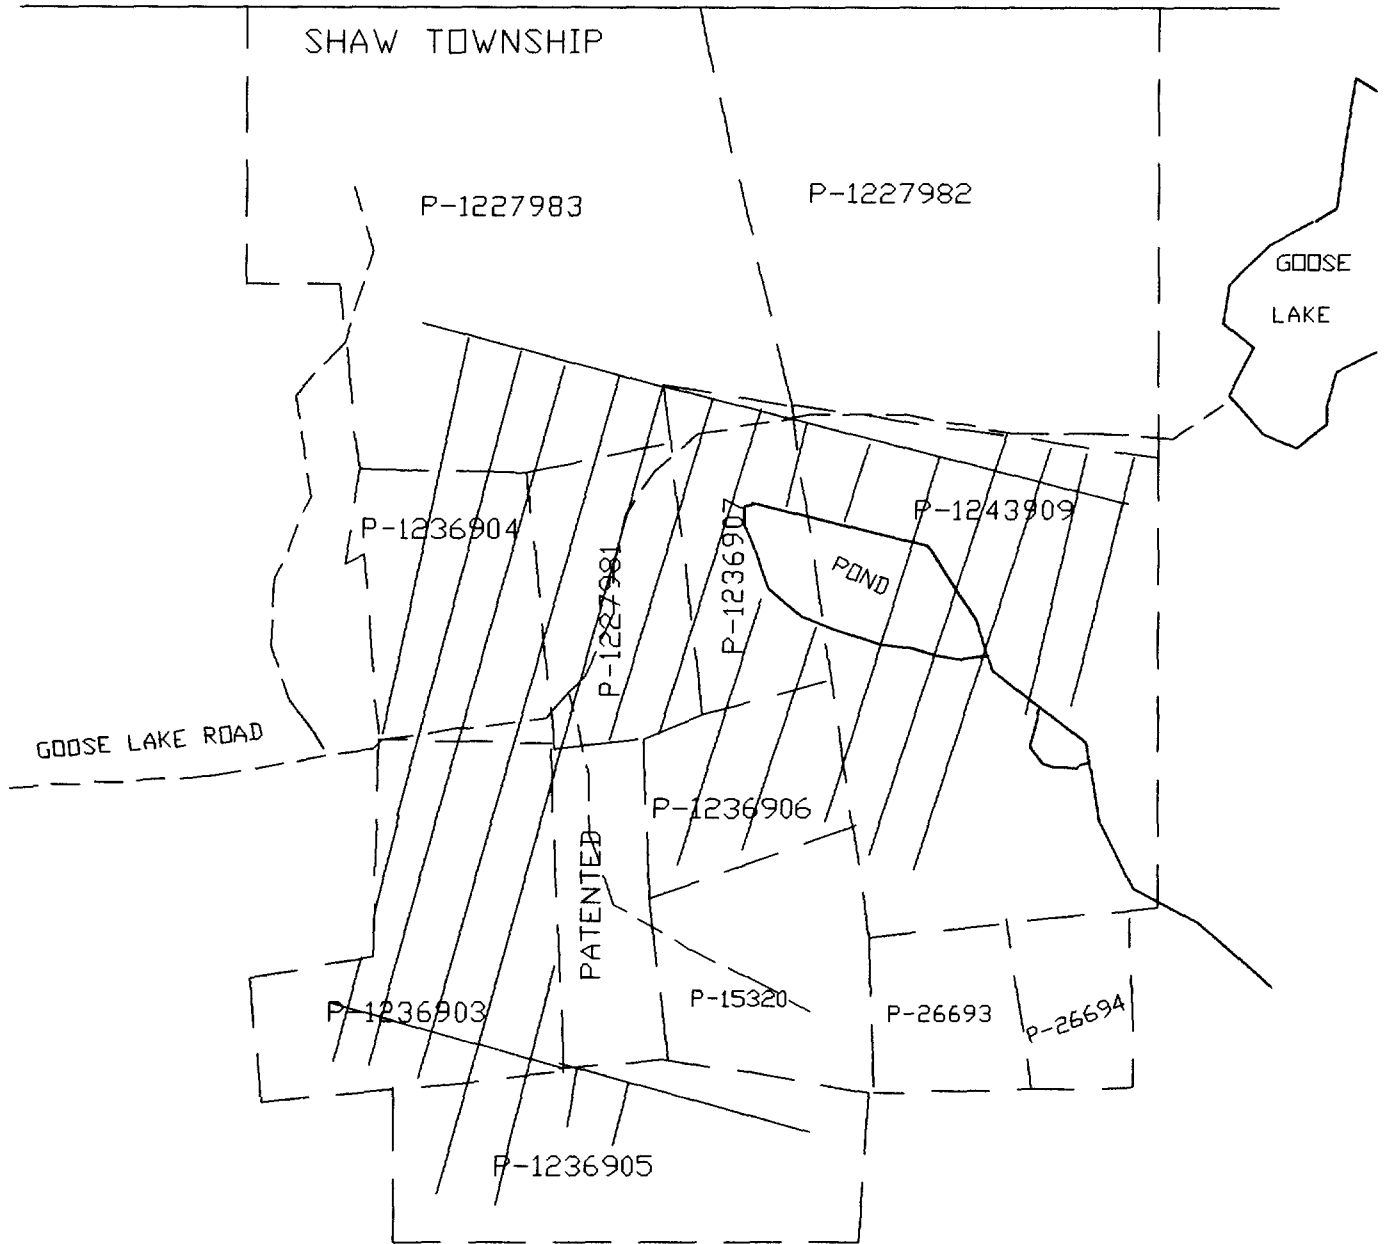 SHAW TOWNSHIP
P-1227983
P-1227982
GOOSE
LAKE
P-1236904
P-1227981
P-1236907
P-1243909
POND
GOOSE LAKE ROAD
P-1236906
PATENTED
P-15320
P-1236903
P-26693
P-26694
P-1236905